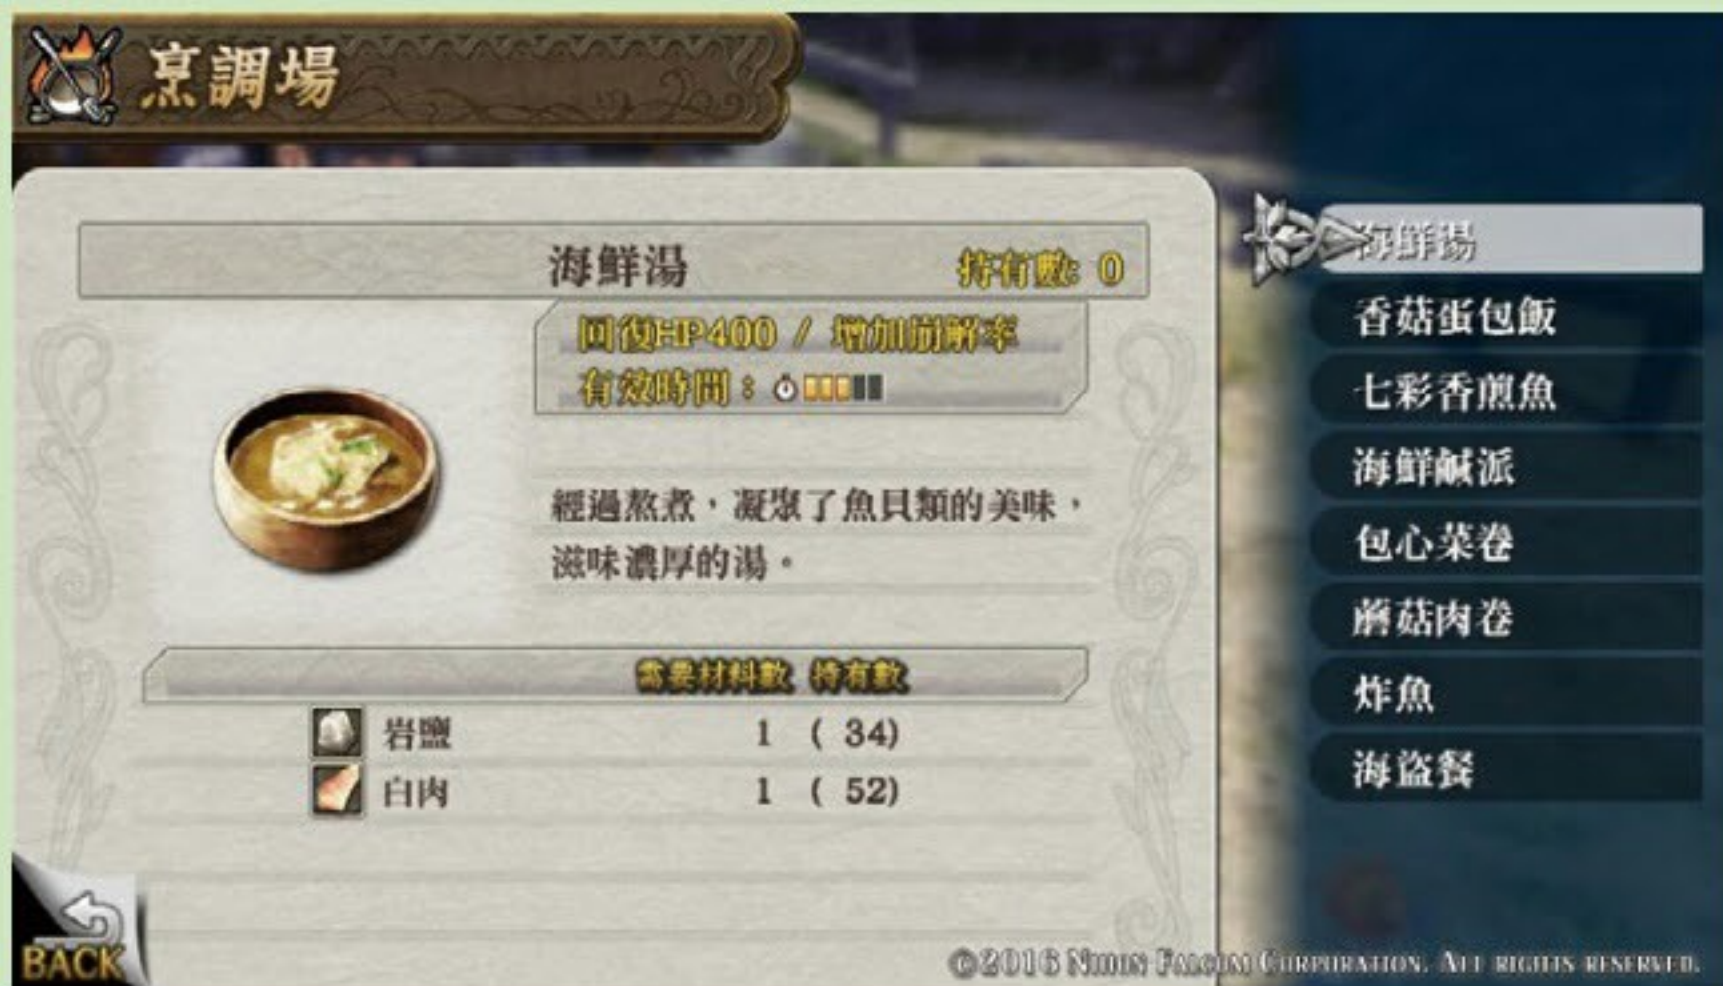 烹調場
海鮮湯 持有數: 0
回復HP400 / 增加崩解率
有效時間：
經過熬煮，凝聚了魚貝類的美味，
滋味濃厚的湯。
需要材料數 持有數
岩鹽 1 ( 34)
白肉 1 ( 52)
海鮮湯
香菇蛋包飯
七彩香煎魚
海鮮鹹派
包心菜卷
蘑菇肉卷
炸魚
海盜餐
BACK
©2016 NIHON FALCOM CORPORATION. ALL RIGHTS RESERVED.